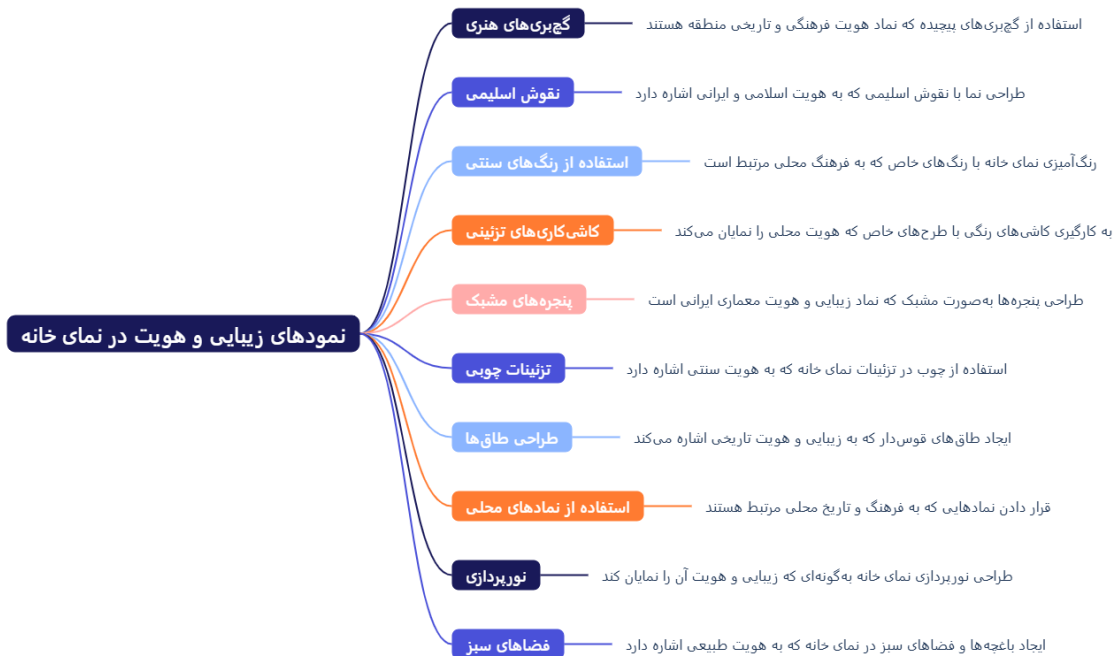 نمودهای زیبایی و هویت در نمای خانه
گچ‌بری‌های هنری
استفاده از گچ‌بری‌های پیچیده که نماد هویت فرهنگی و تاریخی منطقه هستند
نقوش اسلیمی
طراحی نما با نقوش اسلیمی که به هویت اسلامی و ایرانی اشاره دارد
استفاده از رنگ‌های سنتی
رنگ‌آمیزی نمای خانه با رنگ‌های خاص که به فرهنگ محلی مرتبط است
کاشی‌کاری‌های تزئینی
به کارگیری کاشی‌های رنگی با طرح‌های خاص که هویت محلی را نمایان می‌کند
پنجره‌های مشبک
طراحی پنجره‌ها به‌صورت مشبک که نماد زیبایی و هویت معماری ایرانی است
تزئینات چوبی
استفاده از چوب در تزئینات نمای خانه که به هویت سنتی اشاره دارد
طراحی طاق‌ها
ایجاد طاق‌های قوس‌دار که به زیبایی و هویت تاریخی اشاره می‌کند
استفاده از نمادهای محلی
قرار دادن نمادهایی که به فرهنگ و تاریخ محلی مرتبط هستند
نورپردازی
طراحی نورپردازی نمای خانه به‌گونه‌ای که زیبایی و هویت آن را نمایان کند
فضاهای سبز
ایجاد باغچه‌ها و فضاهای سبز در نمای خانه که به هویت طبیعی اشاره دارد